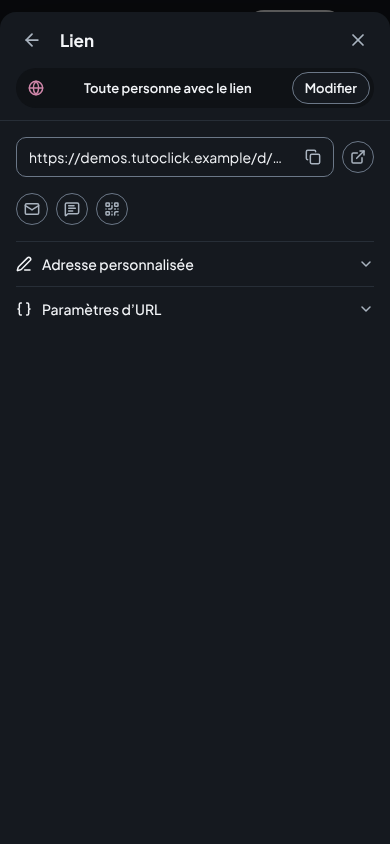 Lien
Toute personne avec le lien
Modifier
https://demos.tutoclick.example/d/...
Adresse personnalisée
Paramètres d'URL